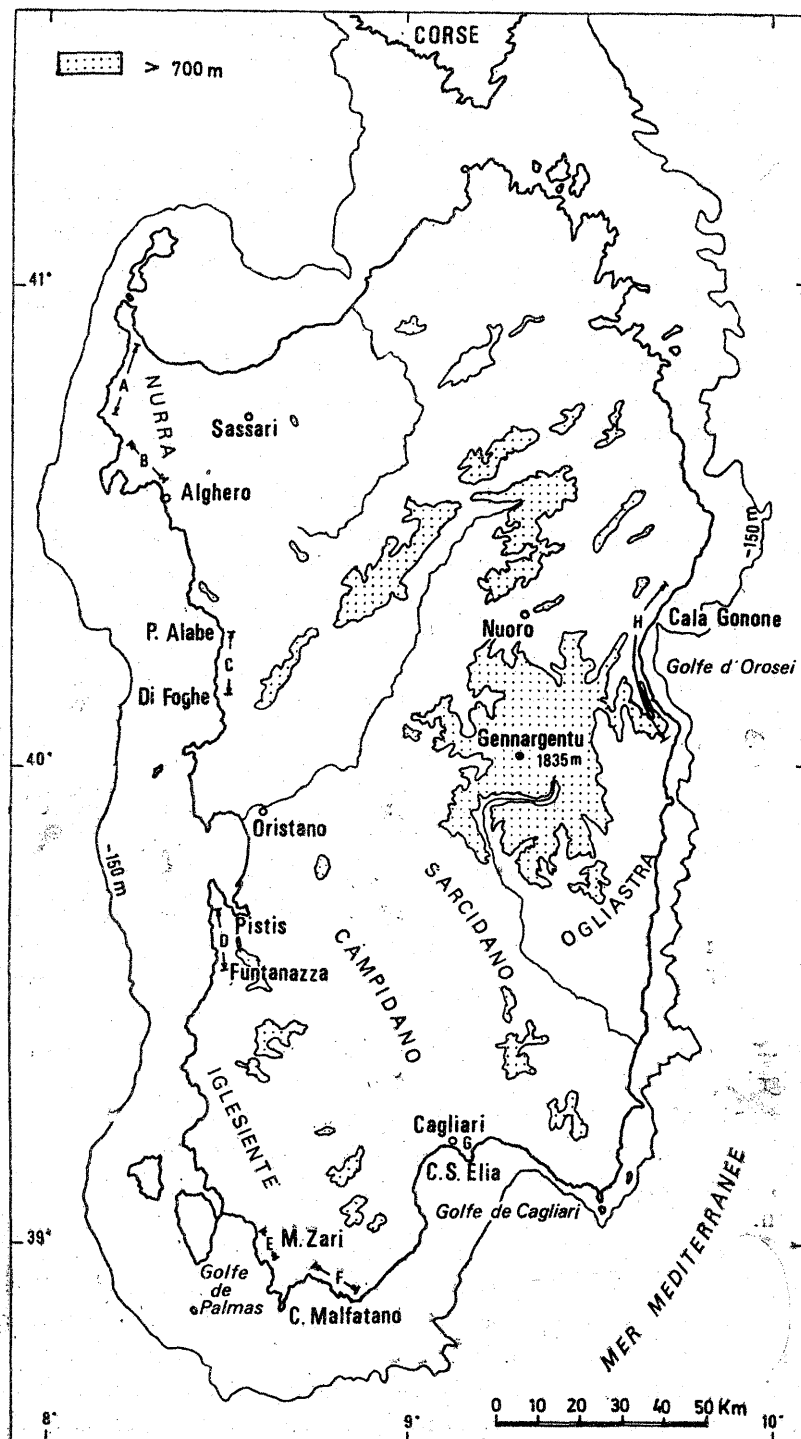 CORSE
> 700 m
41°
A
NURRA
Sassari
B
Alghero
-150 m
10°
H
Cala Gonone
P. Alabe
Nuoro
Golfe d'Orosei
C
Di Foghe
Gennargentu
1835 m
40°
Oristano
-150 m
SARCIDANO
OGLIASTRA
Pistis
D
CAMPIDANO
Funtanazza
IGLESIENTE
Cagliari
G
C.S. Elia
Golfe de Cagliari
MER MEDITERRANEE
39°
E
M. Zari
F
Golfe
de
Palmas
C. Malfatano
0 10 20 30 40 50 Km
8°
9°
10°